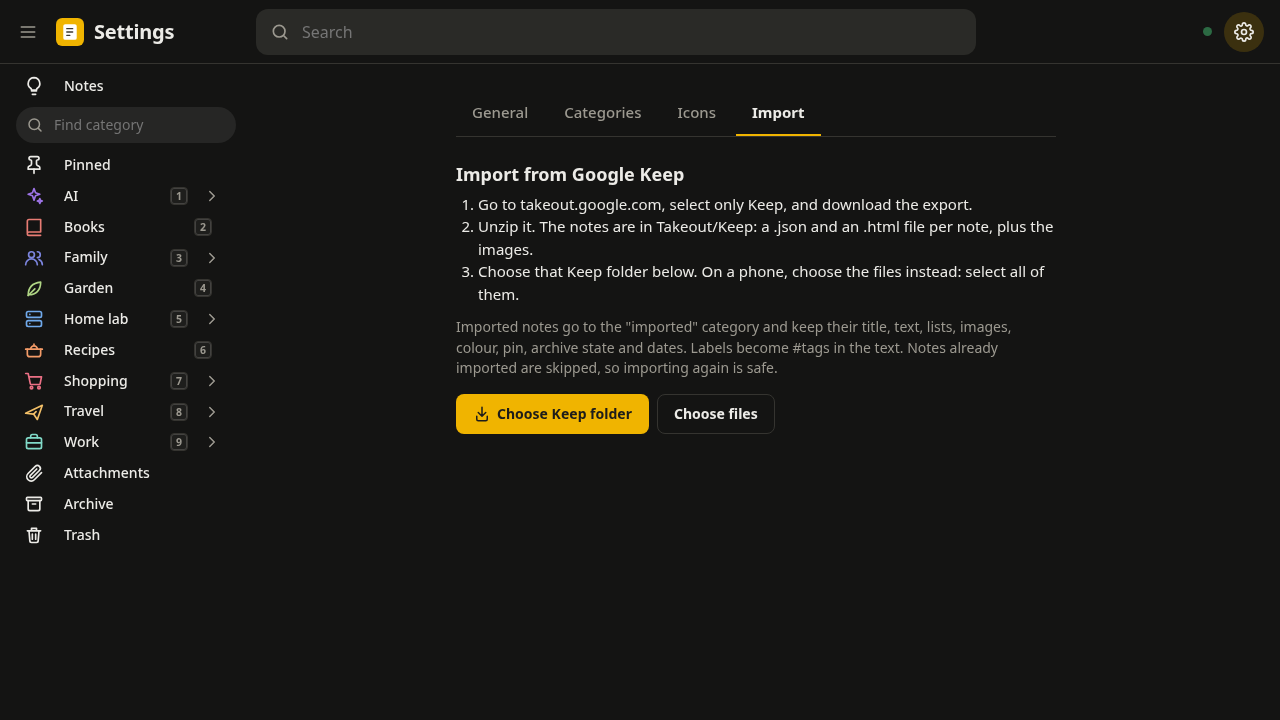 Settings
Search
Notes
Find category
Pinned
AI 1
Books 2
Family 3
Garden 4
Home lab 5
Recipes 6
Shopping 7
Travel 8
Work 9
Attachments
Archive
Trash
General Categories Icons Import
Import from Google Keep
1. Go to takeout.google.com, select only Keep, and download the export.
2. Unzip it. The notes are in Takeout/Keep: a .json and an .html file per note, plus the
images.
3. Choose that Keep folder below. On a phone, choose the files instead: select all of
them.
Imported notes go to the "imported" category and keep their title, text, lists, images,
colour, pin, archive state and dates. Labels become #tags in the text. Notes already
imported are skipped, so importing again is safe.
Choose Keep folder Choose files